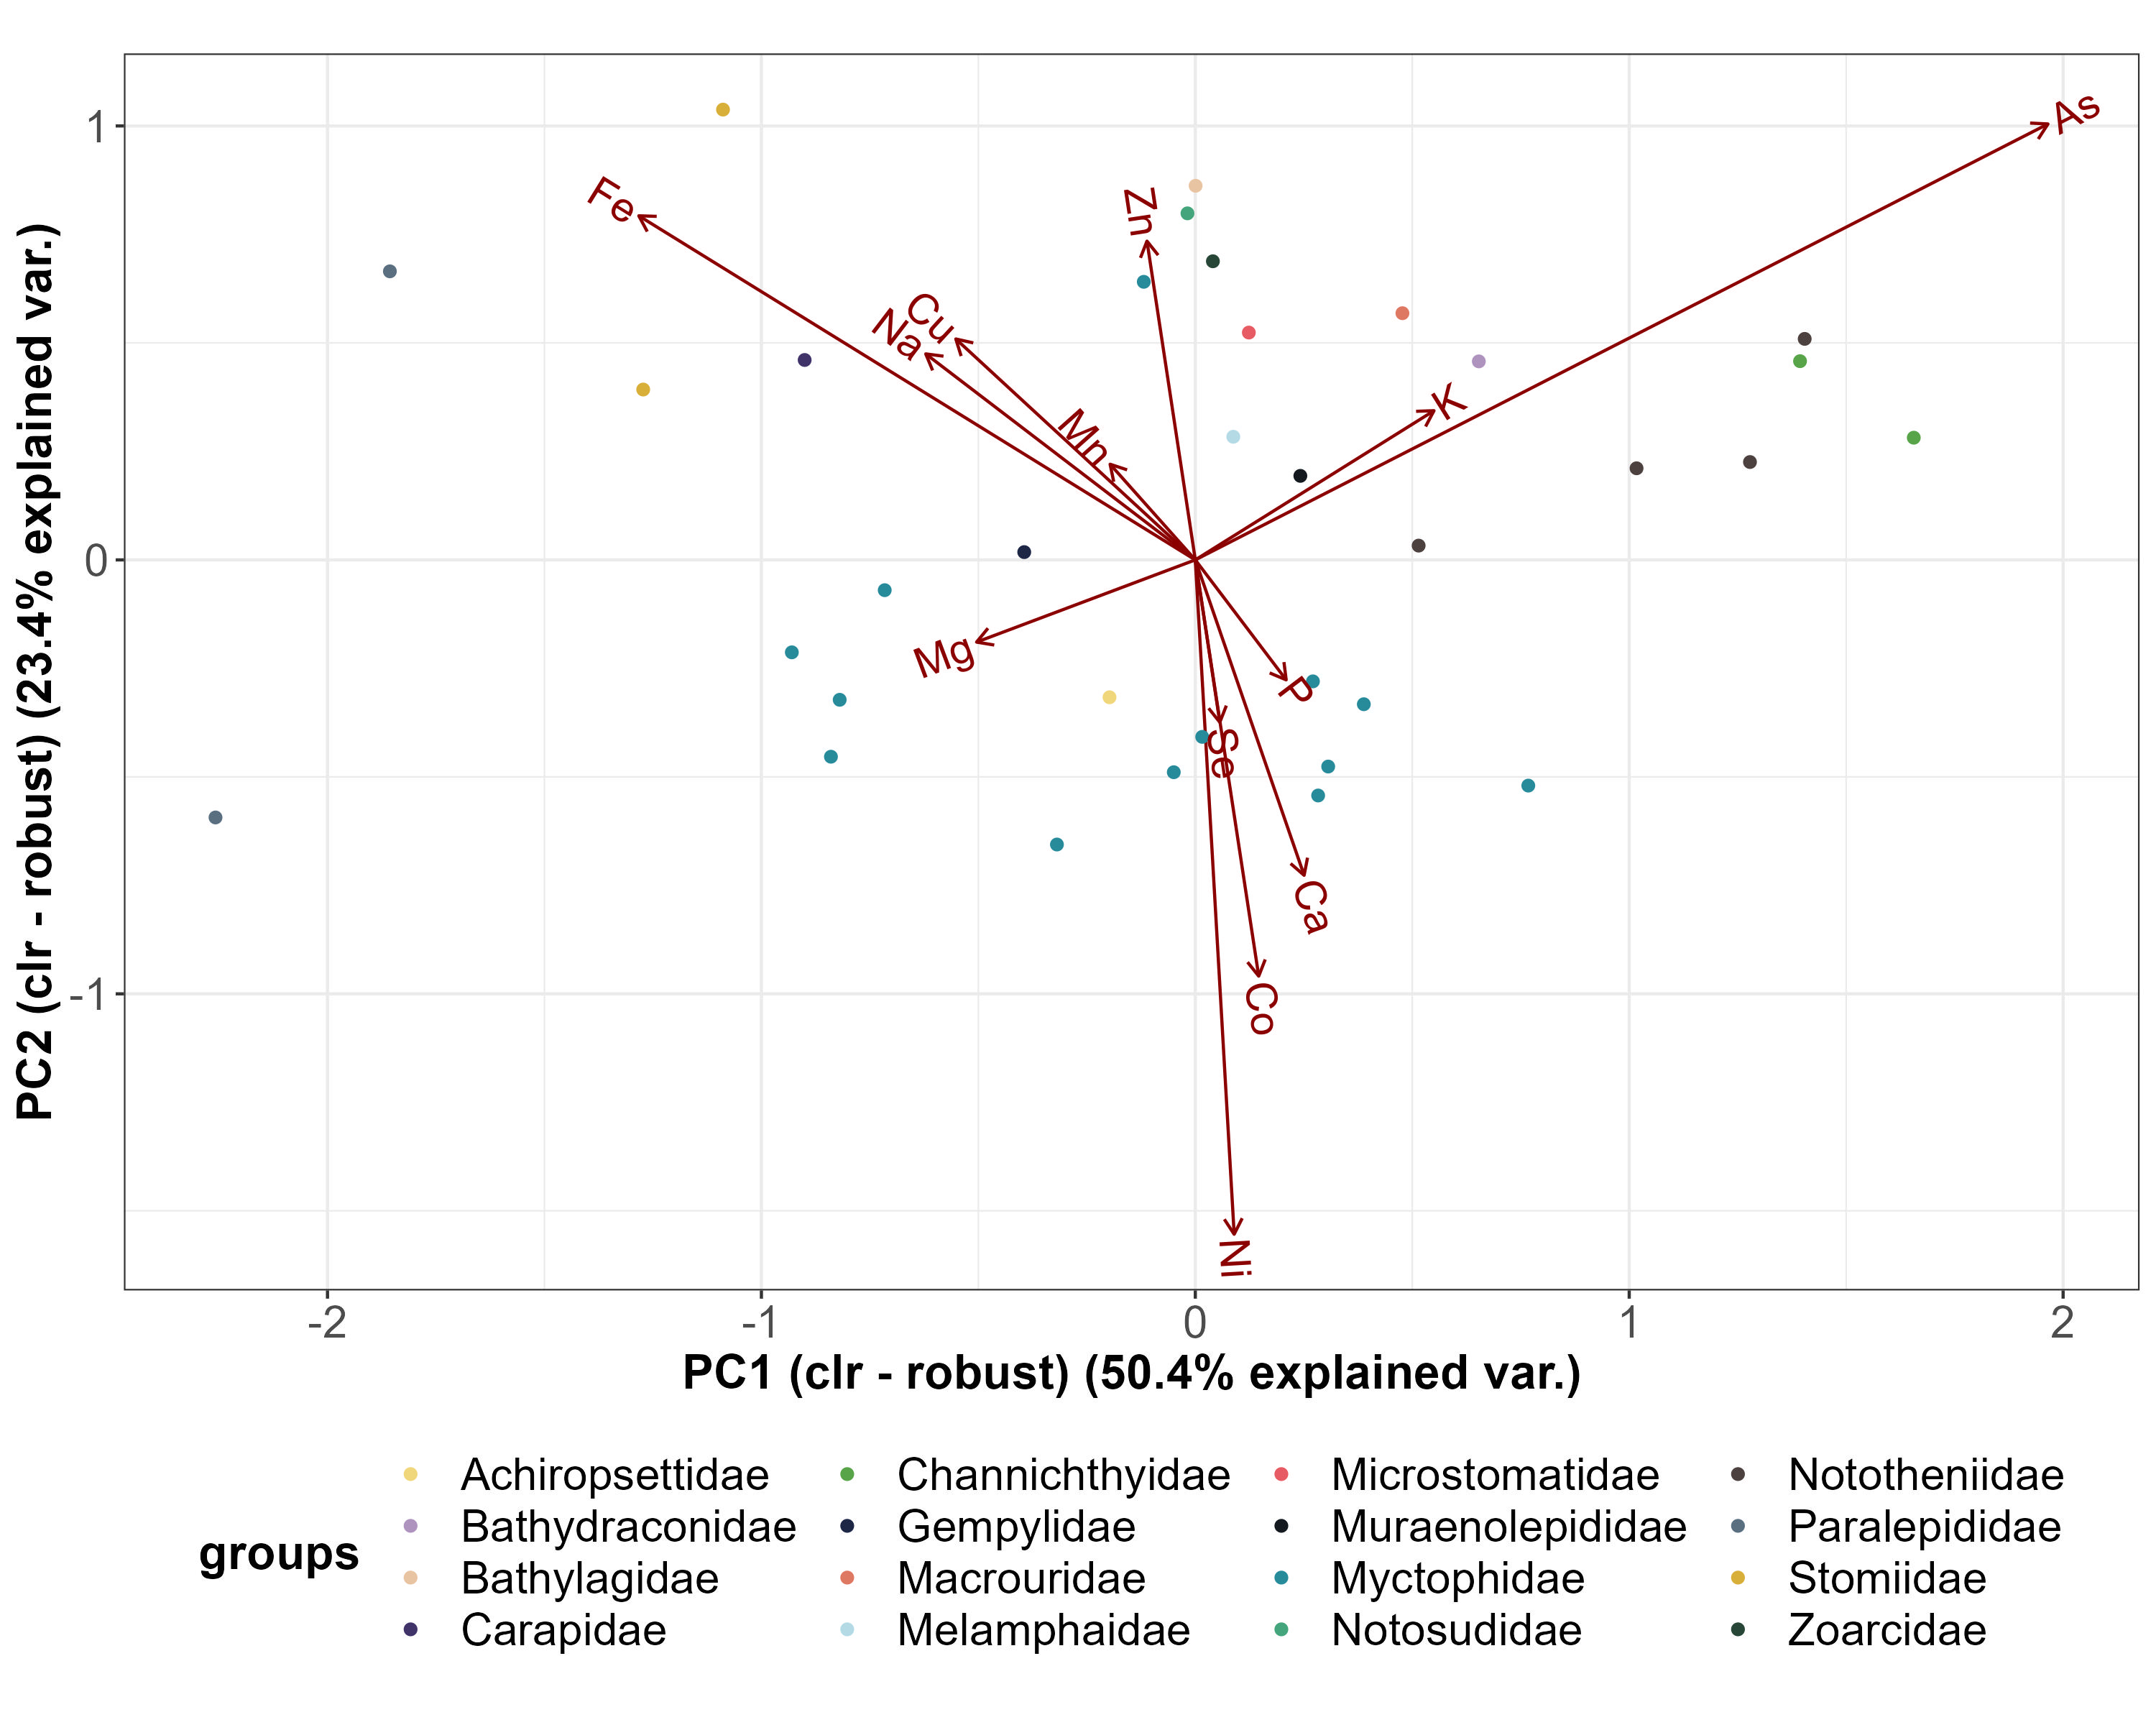 PC2 (clr - robust) (23.4% explained var.)
1
0
-1
As
Fe
Zn
Cu
Na
K
Mn
Mg
P
Se
Ca
Co
Ni
-2
-1
0
1
2
PC1 (clr - robust) (50.4% explained var.)
groups
Achiropsettidae
Bathydraconidae
Bathylagidae
Carapidae
Channichthyidae
Gempylidae
Macrouridae
Melamphaidae
Microstomatidae
Muraenolepididae
Myctophidae
Notosudidae
Nototheniidae
Paralepididae
Stomiidae
Zoarcidae